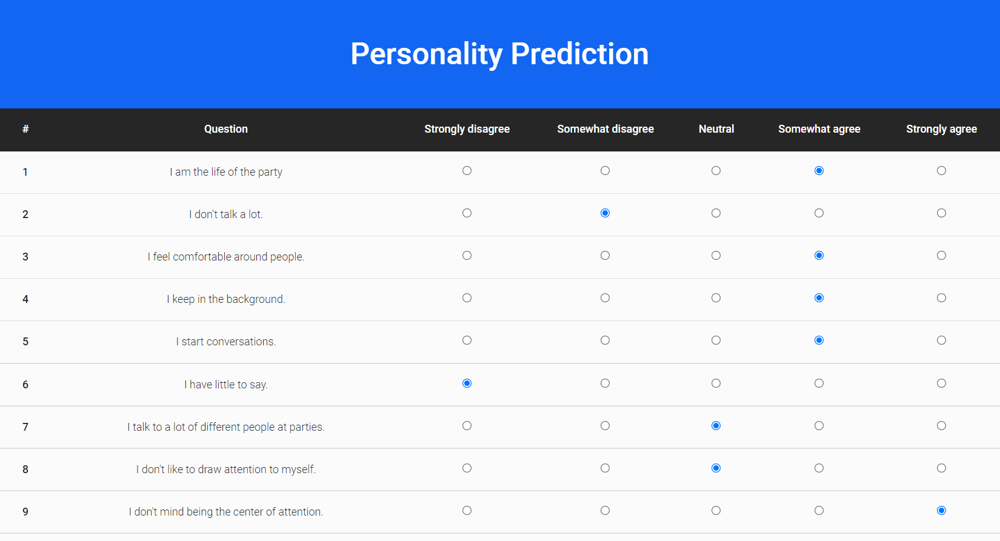 Personality Prediction
# Question Strongly disagree Somewhat disagree Neutral Somewhat agree Strongly agree
1 I am the life of the party
2 I don't talk a lot.
3 I feel comfortable around people.
4 I keep in the background.
5 I start conversations.
6 I have little to say.
7 I talk to a lot of different people at parties.
8 I don't like to draw attention to myself.
9 I don't mind being the center of attention.